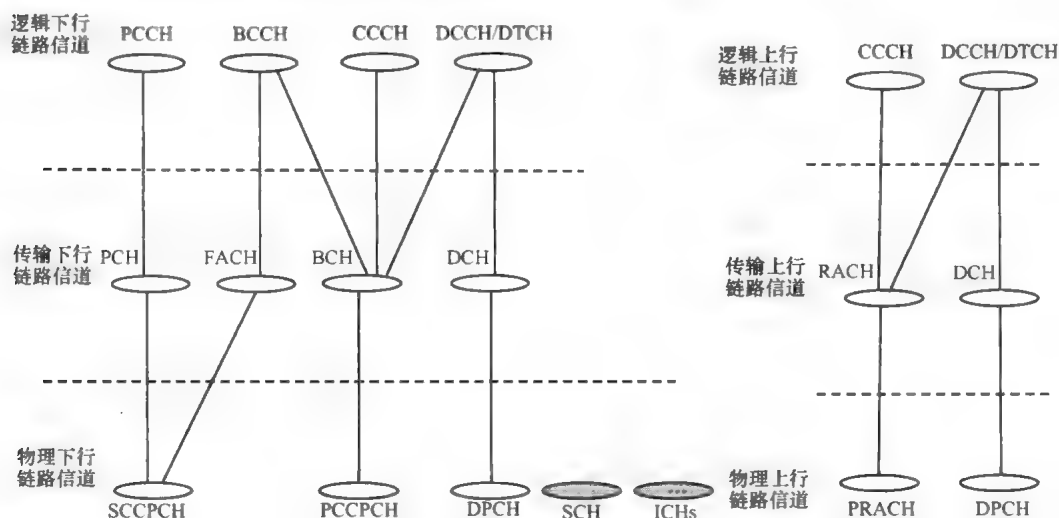 逻辑下行
链路信道
PCCH BCCH CCCH DCCH/DTCH
传输下行
链路信道
PCH FACH BCH DCH
物理下行
链路信道
SCCPCH PCCPCH DPCH SCH ICHs
逻辑上行
链路信道
CCCH DCCH/DTCH
传输上行
链路信道
RACH DCH
物理上行
链路信道
PRACH DPCH